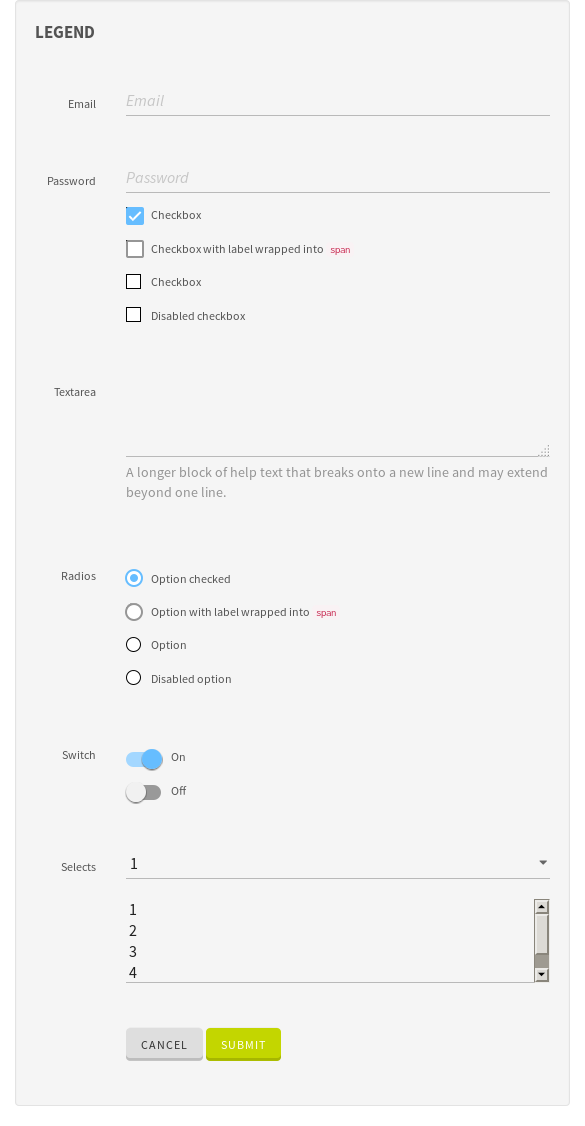 LEGEND
Email
Email
Password
Password
Checkbox
Checkbox with label wrapped into span
Checkbox
Disabled checkbox
Textarea
A longer block of help text that breaks onto a new line and may extend
beyond one line.
Radios
Option checked
Option with label wrapped into span
Option
Disabled option
Switch
On
Off
Selects
1
1
2
3
4
CANCEL
SUBMIT